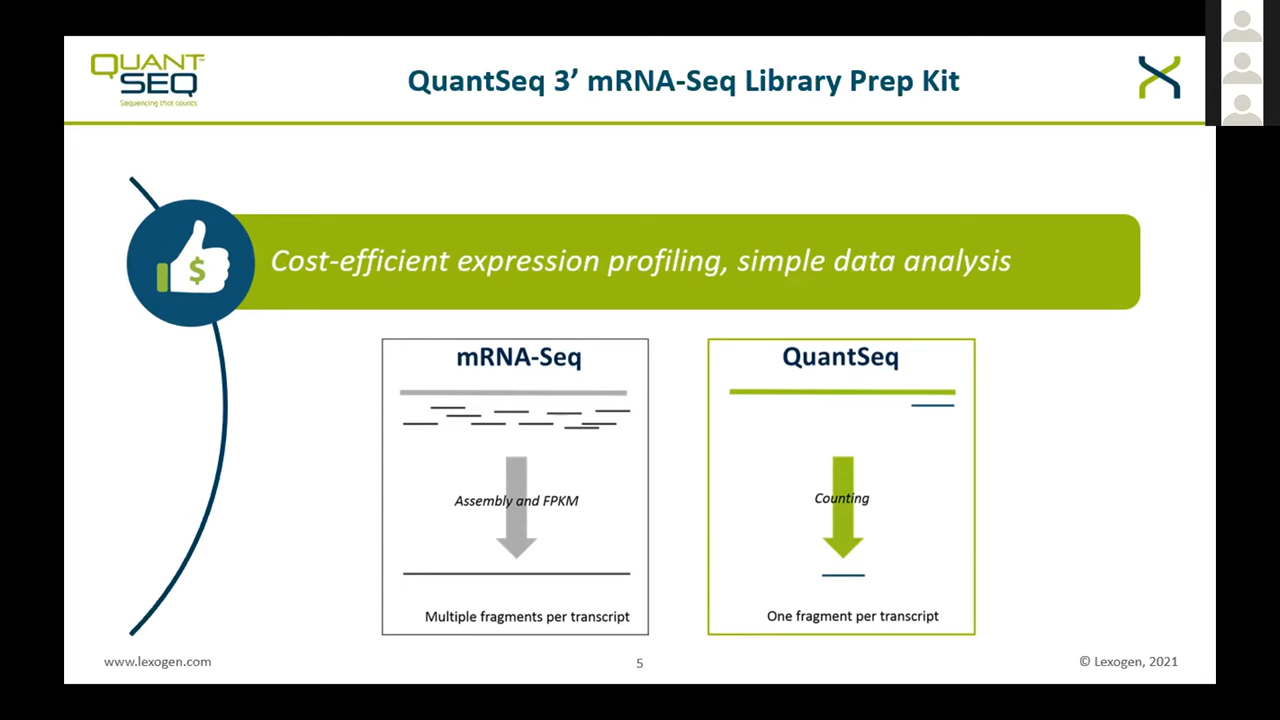 QUANT
SEQ
Sequencing that counts
QuantSeq 3’ mRNA-Seq Library Prep Kit
$
Cost-efficient expression profiling, simple data analysis
mRNA-Seq
Assembly and FPKM
Multiple fragments per transcript
QuantSeq
Counting
One fragment per transcript
www.lexogen.com
5
© Lexogen, 2021